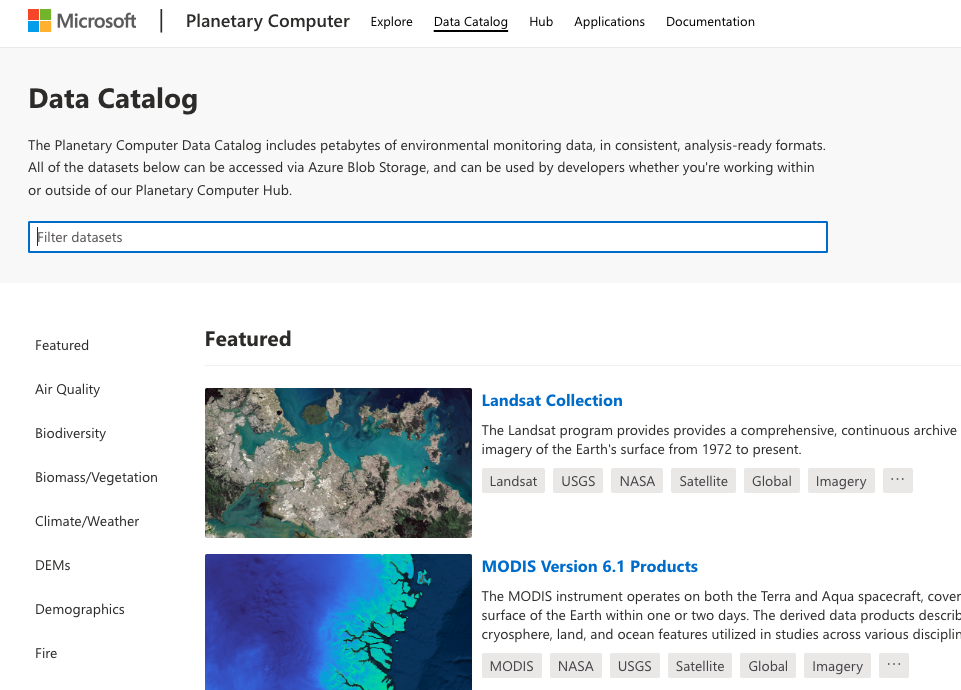 Microsoft | Planetary Computer Explore Data Catalog Hub Applications Documentation
Data Catalog
The Planetary Computer Data Catalog includes petabytes of environmental monitoring data, in consistent, analysis-ready formats.
All of the datasets below can be accessed via Azure Blob Storage, and can be used by developers whether you're working within
or outside of our Planetary Computer Hub.
Filter datasets
Featured
Air Quality
Biodiversity
Biomass/Vegetation
Climate/Weather
DEMs
Demographics
Fire
Featured
Landsat Collection
The Landsat program provides provides a comprehensive, continuous archive
imagery of the Earth's surface from 1972 to present.
Landsat USGS NASA Satellite Global Imagery ...
MODIS Version 6.1 Products
The MODIS instrument operates on both the Terra and Aqua spacecraft, cover
surface of the Earth within one or two days. The derived data products describ
cryosphere, land, and ocean features utilized in studies across various disciplin
MODIS NASA USGS Satellite Global Imagery ...